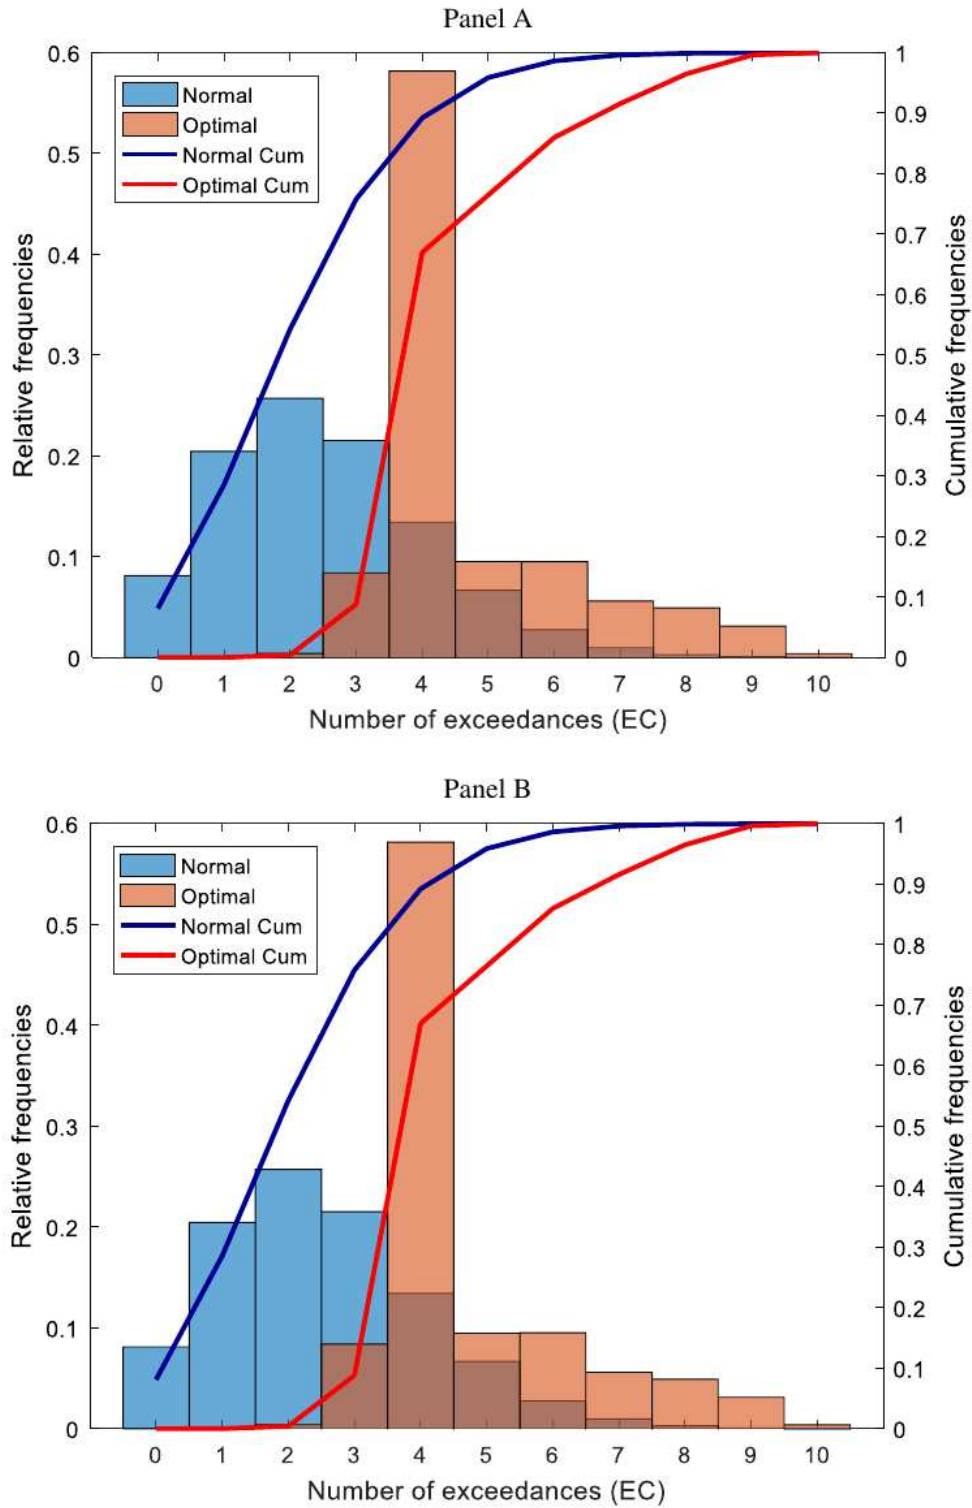 Panel A
0.6
0.5
0.4
0.3
0.2
0.1
0
Relative frequencies
Normal
Optimal
Normal Cum
Optimal Cum
1
0.9
0.8
0.7
0.6
0.5
0.4
0.3
0.2
0.1
0
Cumulative frequencies
0 1 2 3 4 5 6 7 8 9 10
Number of exceedances (EC)
Panel B
0.6
0.5
0.4
0.3
0.2
0.1
0
Relative frequencies
Normal
Optimal
Normal Cum
Optimal Cum
1
0.9
0.8
0.7
0.6
0.5
0.4
0.3
0.2
0.1
0
Cumulative frequencies
0 1 2 3 4 5 6 7 8 9 10
Number of exceedances (EC)